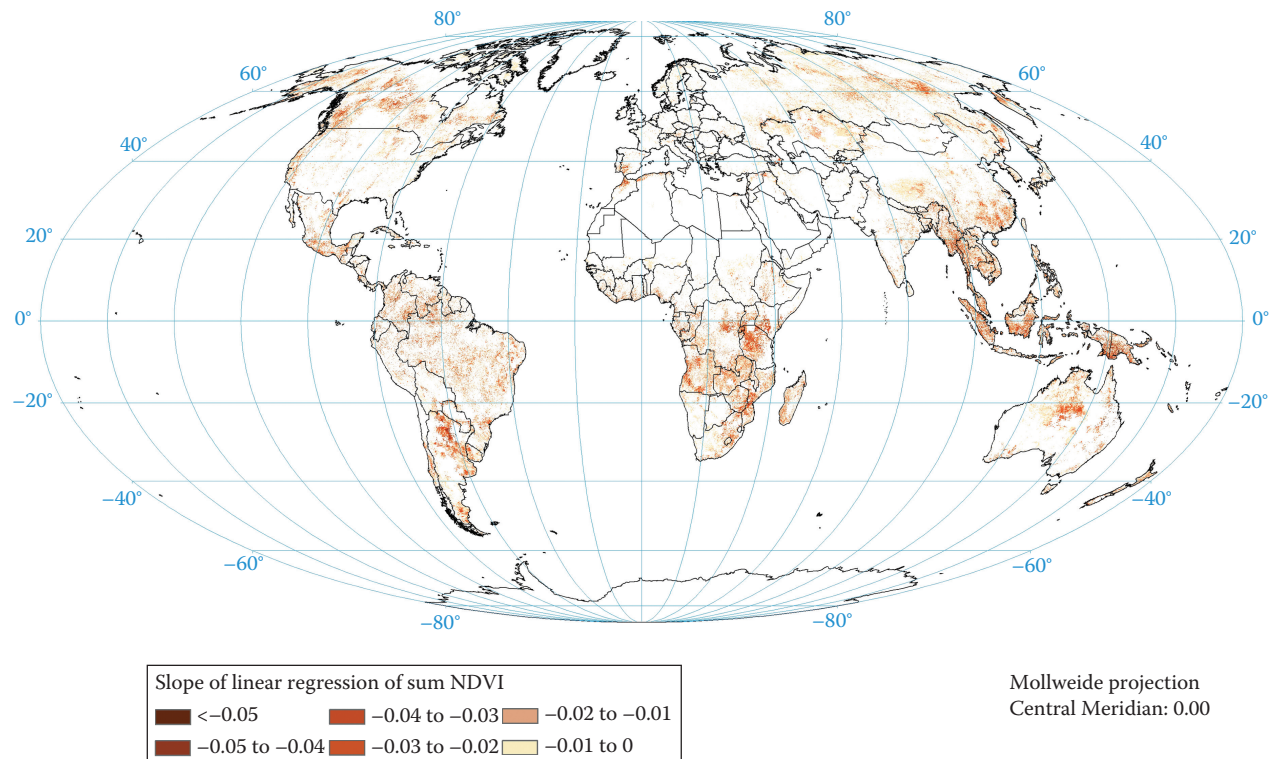 80° 80°
60° 60°
40° 40°
20° 20°
0° 0°
−20° −20°
−40° −40°
−60° −60°
−80° −80°
Slope of linear regression of sum NDVI
<−0.05 −0.04 to −0.03 −0.02 to −0.01
−0.05 to −0.04 −0.03 to −0.02 −0.01 to 0
Mollweide projection
Central Meridian: 0.00